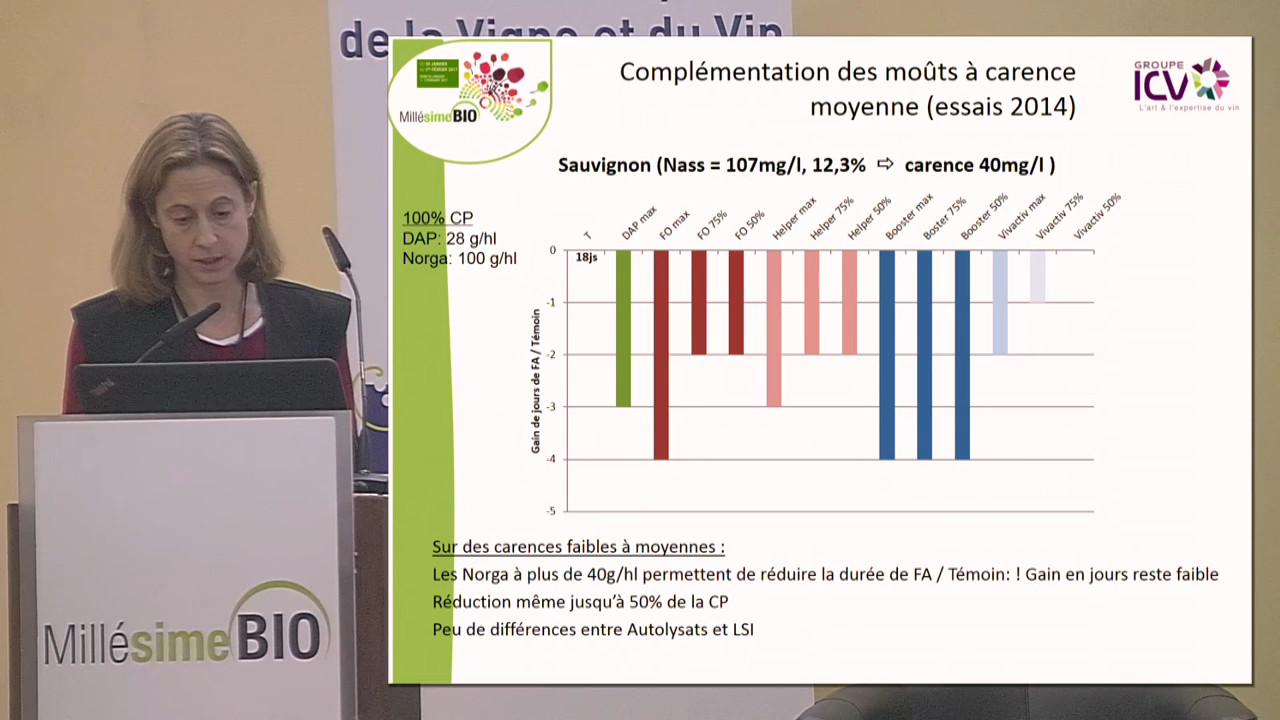 de la Vigne et du Vin
MillésimeBIO
GROUPE
ICV
L'art & l'expertise du vin
Complémentation des moûts à carence
moyenne (essais 2014)
Sauvignon (Nass = 107mg/l, 12,3% ⇨ carence 40mg/l )
100% CP
DAP: 28 g/hl
Norga: 100 g/hl
T
DAP max
FO max
FO 75%
FO 50%
Helper max
Helper 75%
Helper 50%
Booster max
Boster 75%
Booster 50%
Vivactiv max
Vivactiv 75%
Vivactiv 50%
18js
0
-1
-2
-3
-4
-5
Gain de jours de FA / Témoin
Sur des carences faibles à moyennes :
Les Norga à plus de 40g/hl permettent de réduire la durée de FA / Témoin: ! Gain en jours reste faible
Réduction même jusqu'à 50% de la CP
Peu de différences entre Autolysats et LSI
MillésimeBIO